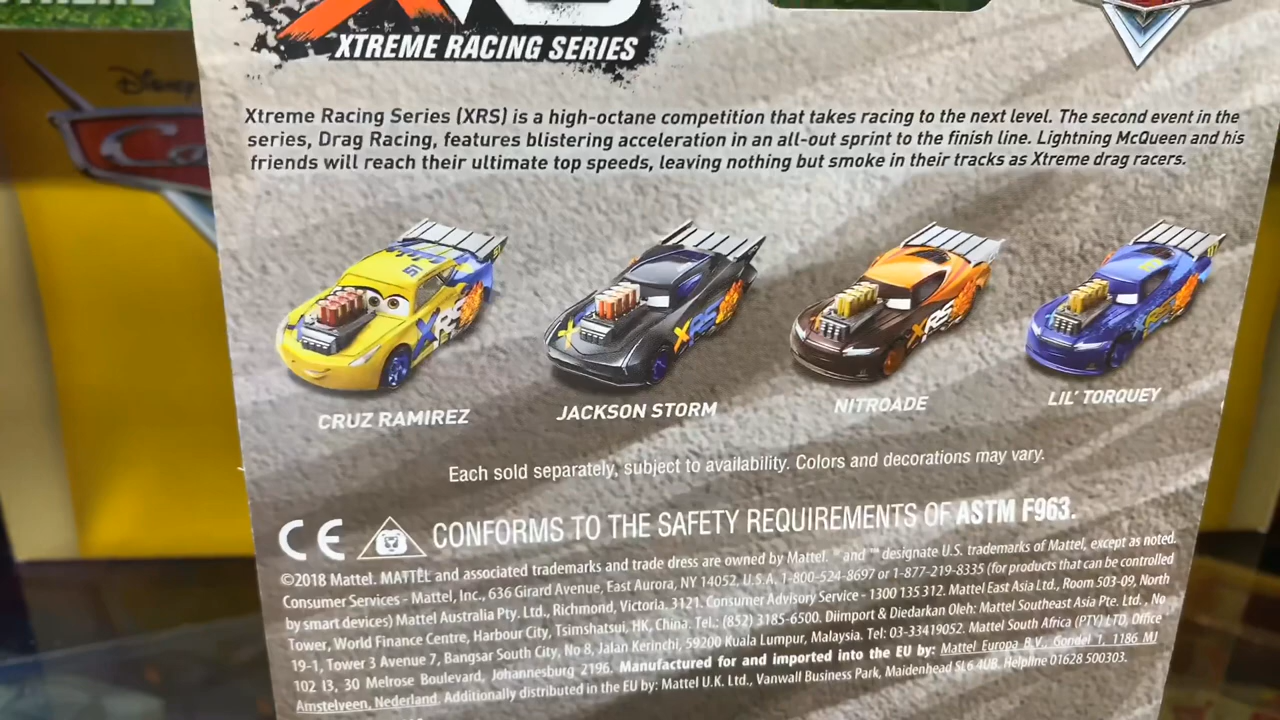 XRS
XTREME RACING SERIES
Disney
Xtreme Racing Series (XRS) is a high-octane competition that takes racing to the next level. The second event in the
series, Drag Racing, features blistering acceleration in an all-out sprint to the finish line. Lightning McQueen and his
friends will reach their ultimate top speeds, leaving nothing but smoke in their tracks as Xtreme drag racers.
CRUZ RAMIREZ
JACKSON STORM
NITROADE
LIL' TORQUEY
Each sold separately, subject to availability. Colors and decorations may vary.
CE CONFORMS TO THE SAFETY REQUIREMENTS OF ASTM F963.
©2018 Mattel. MATTEL and associated trademarks and trade dress are owned by Mattel. ® and ™ designate U.S. trademarks of Mattel, except as noted.
Consumer Services - Mattel, Inc., 636 Girard Avenue, East Aurora, NY 14052, U.S.A. 1-800-524-8697 or 1-877-219-8335 (for products that can be controlled
by smart devices) Mattel Australia Pty. Ltd., Richmond, Victoria. 3121. Consumer Advisory Service - 1300 135 312. Mattel East Asia Ltd., Room 503-09, North
Tower, World Finance Centre, Harbour City, Tsimshatsui, HK, China. Tel.: (852) 3185-6500. Diimport & Diedarkan Oleh: Mattel Southeast Asia Pte. Ltd., No
19-1, Tower 3 Avenue 7, Bangsar South City, No 8, Jalan Kerinchi, 59200 Kuala Lumpur, Malaysia. Tel: 03-33419052. Mattel South Africa (PTY) LTD, Office
102 I3, 30 Melrose Boulevard, Johannesburg 2196. Manufactured for and imported into the EU by: Mattel Europa B.V., Gondel 1, 1186 MJ
Amstelveen, Nederland. Additionally distributed in the EU by: Mattel U.K. Ltd., Vanwall Business Park, Maidenhead SL6 4UB. Helpline 01628 500303.